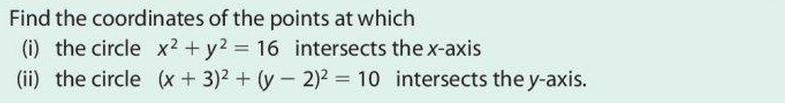 Find the coordinates of the points at which
(i) the circle x² + y² = 16 intersects the x-axis
(ii) the circle (x + 3)² + (y − 2)² = 10 intersects the y-axis.